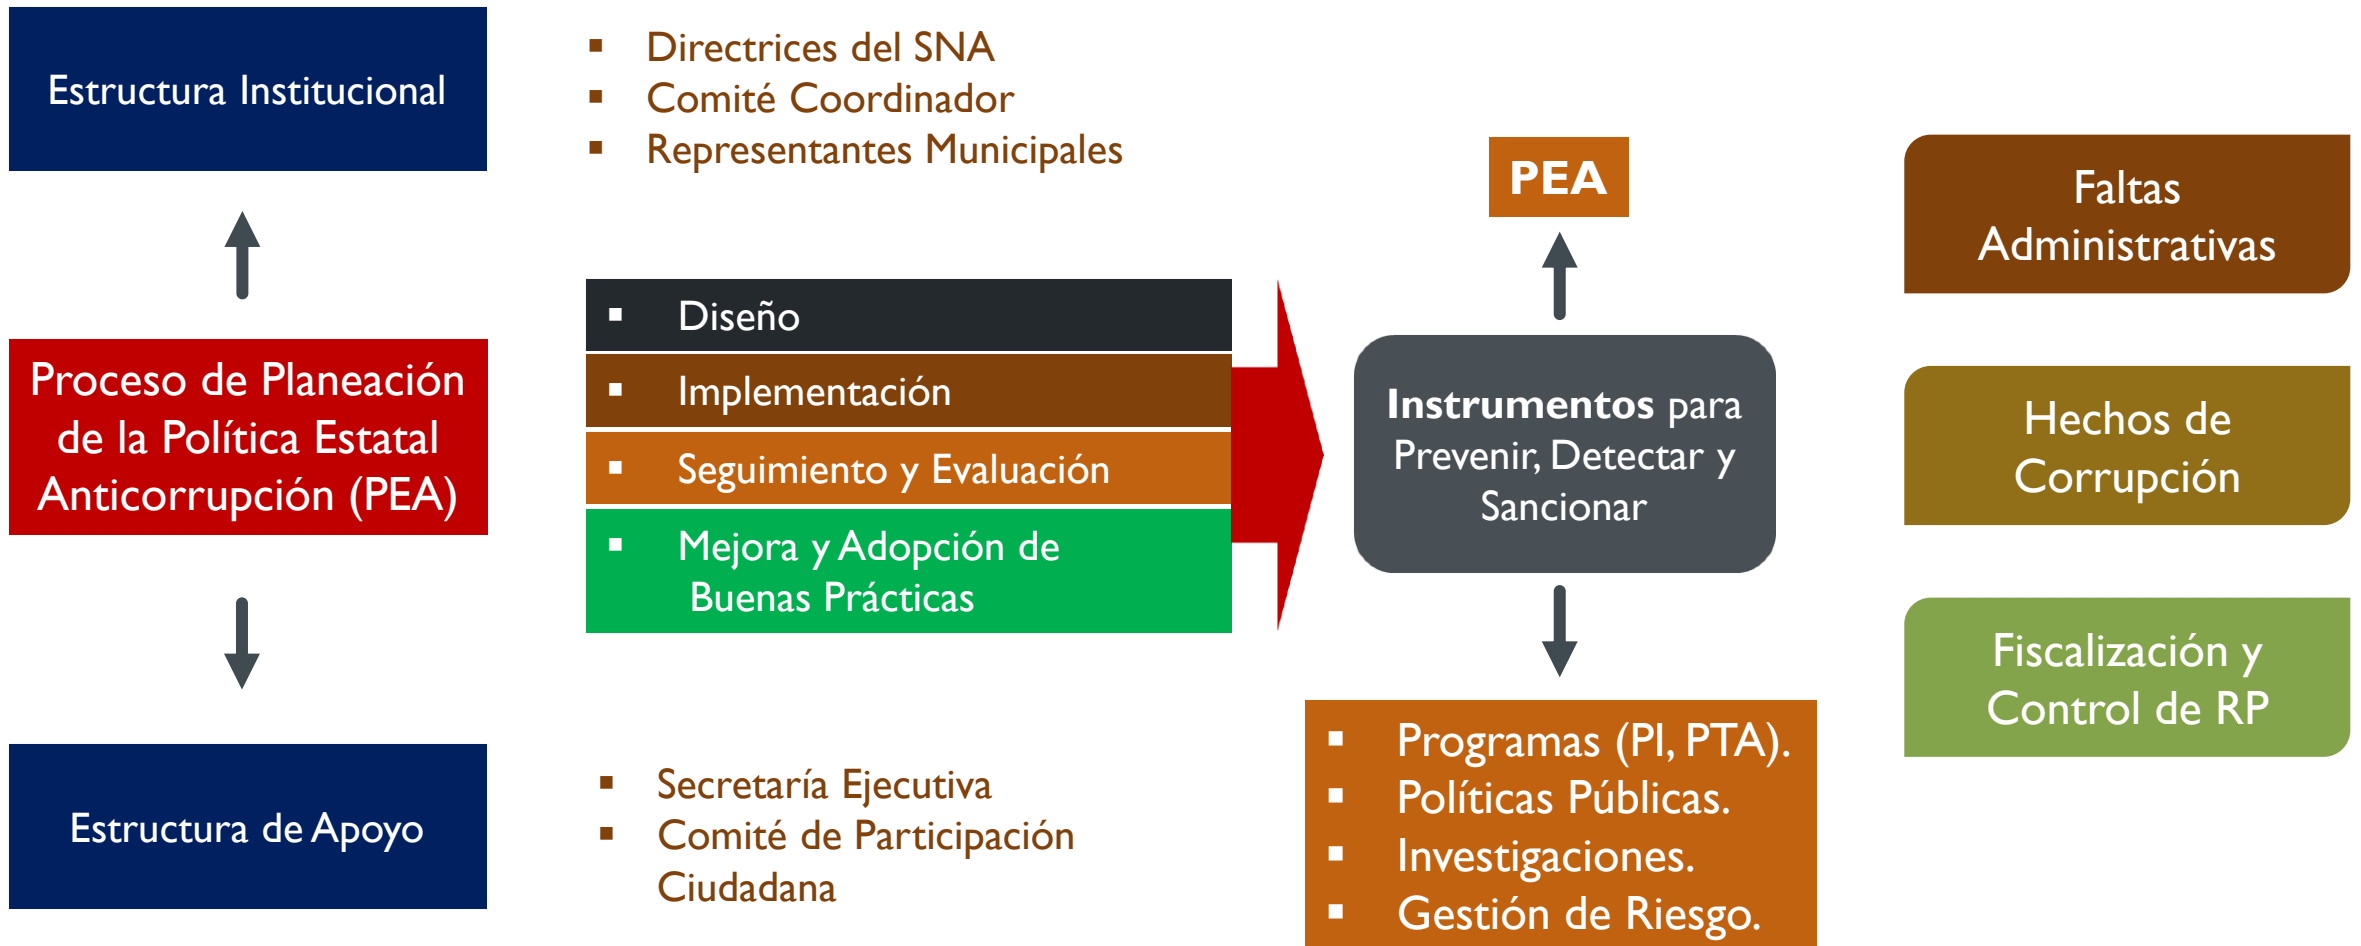 Estructura Institucional
▪ Directrices del SNA
▪ Comité Coordinador
▪ Representantes Municipales
Proceso de Planeación
de la Política Estatal
Anticorrupción (PEA)
▪ Diseño
▪ Implementación
▪ Seguimiento y Evaluación
▪ Mejora y Adopción de
Buenas Prácticas
Estructura de Apoyo
▪ Secretaría Ejecutiva
▪ Comité de Participación
Ciudadana
PEA
Instrumentos para
Prevenir, Detectar y
Sancionar
▪ Programas (PI, PTA).
▪ Políticas Públicas.
▪ Investigaciones.
▪ Gestión de Riesgo.
Faltas
Administrativas
Hechos de
Corrupción
Fiscalización y
Control de RP